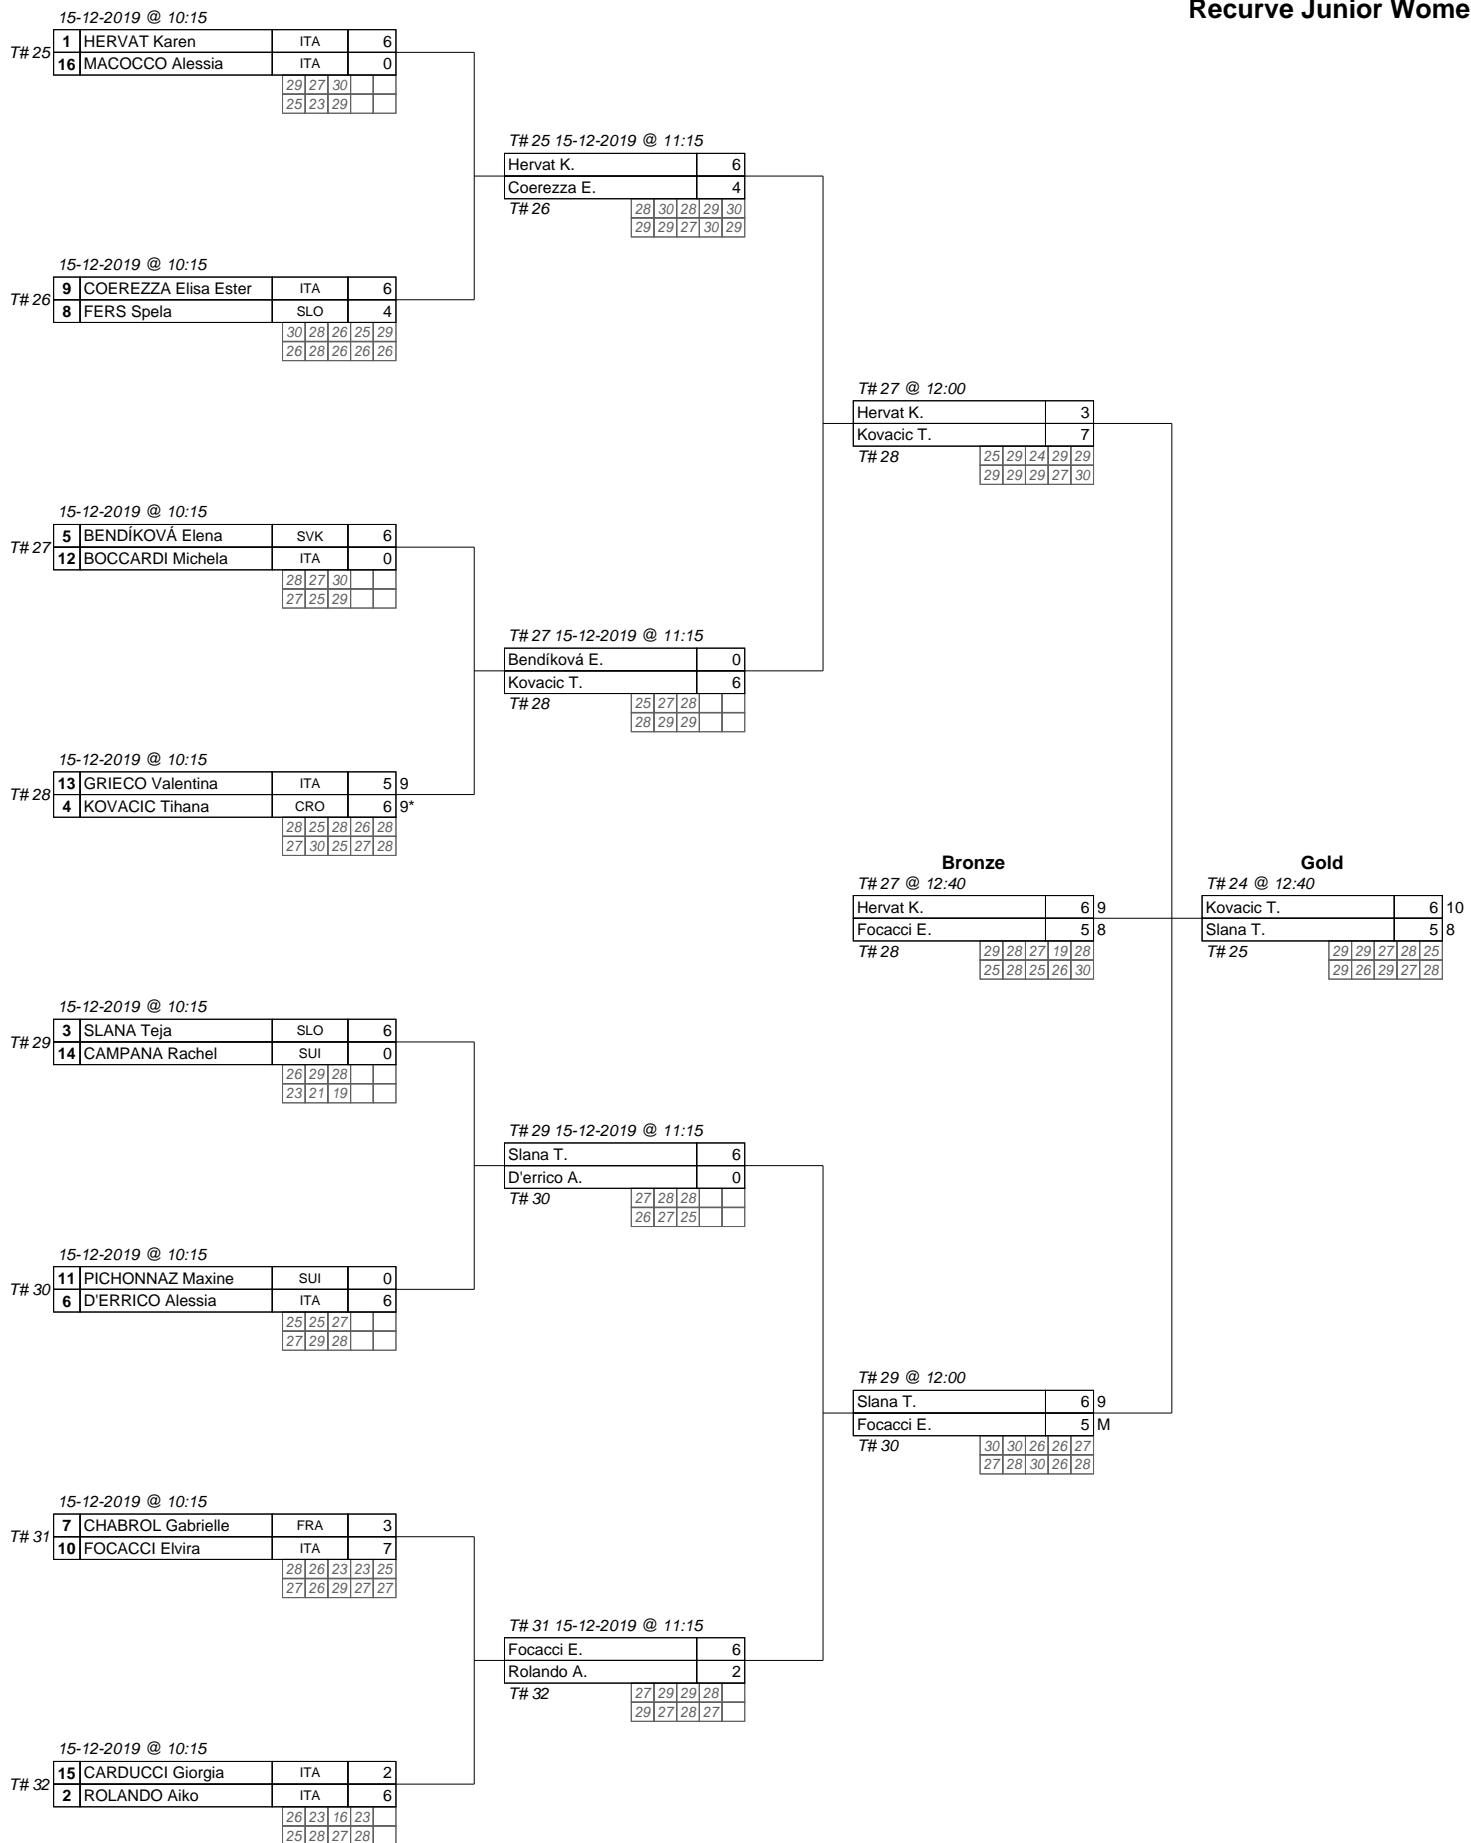 Recurve Junior Wome
15-12-2019 @ 10:15
T# 25
1 HERVAT Karen ITA 6
16 MACOCCO Alessia ITA 0
29 27 30
25 23 29
T# 25 15-12-2019 @ 11:15
Hervat K. 6
Coerezza E. 4
T# 26 28 30 28 29 30
29 29 27 30 29
15-12-2019 @ 10:15
T# 26
9 COEREZZA Elisa Ester ITA 6
8 FERS Spela SLO 4
30 28 26 25 29
26 28 26 26 26
T# 27 @ 12:00
Hervat K. 3
Kovacic T. 7
T# 28 25 29 24 29 29
29 29 29 27 30
15-12-2019 @ 10:15
T# 27
5 BENDÍKOVÁ Elena SVK 6
12 BOCCARDI Michela ITA 0
28 27 30
27 25 29
T# 27 15-12-2019 @ 11:15
Bendíková E. 0
Kovacic T. 6
T# 28 25 27 28
28 29 29
15-12-2019 @ 10:15
T# 28
13 GRIECO Valentina ITA 5 9
4 KOVACIC Tihana CRO 6 9*
28 25 28 26 28
27 30 25 27 28
Bronze
T# 27 @ 12:40
Hervat K. 6 9
Focacci E. 5 8
T# 28 29 28 27 19 28
25 28 25 26 30
Gold
T# 24 @ 12:40
Kovacic T. 6 10
Slana T. 5 8
T# 25 29 29 27 28 25
29 26 29 27 28
15-12-2019 @ 10:15
T# 29
3 SLANA Teja SLO 6
14 CAMPANA Rachel SUI 0
26 29 28
23 21 19
T# 29 15-12-2019 @ 11:15
Slana T. 6
D'errico A. 0
T# 30 27 28 28
26 27 25
15-12-2019 @ 10:15
T# 30
11 PICHONNAZ Maxine SUI 0
6 D'ERRICO Alessia ITA 6
25 25 27
27 29 28
T# 29 @ 12:00
Slana T. 6 9
Focacci E. 5 M
T# 30 30 30 26 26 27
27 28 30 26 28
15-12-2019 @ 10:15
T# 31
7 CHABROL Gabrielle FRA 3
10 FOCACCI Elvira ITA 7
28 26 23 23 25
27 26 29 27 27
T# 31 15-12-2019 @ 11:15
Focacci E. 6
Rolando A. 2
T# 32 27 29 29 28
29 27 28 27
15-12-2019 @ 10:15
T# 32
15 CARDUCCI Giorgia ITA 2
2 ROLANDO Aiko ITA 6
26 23 16 23
25 28 27 28